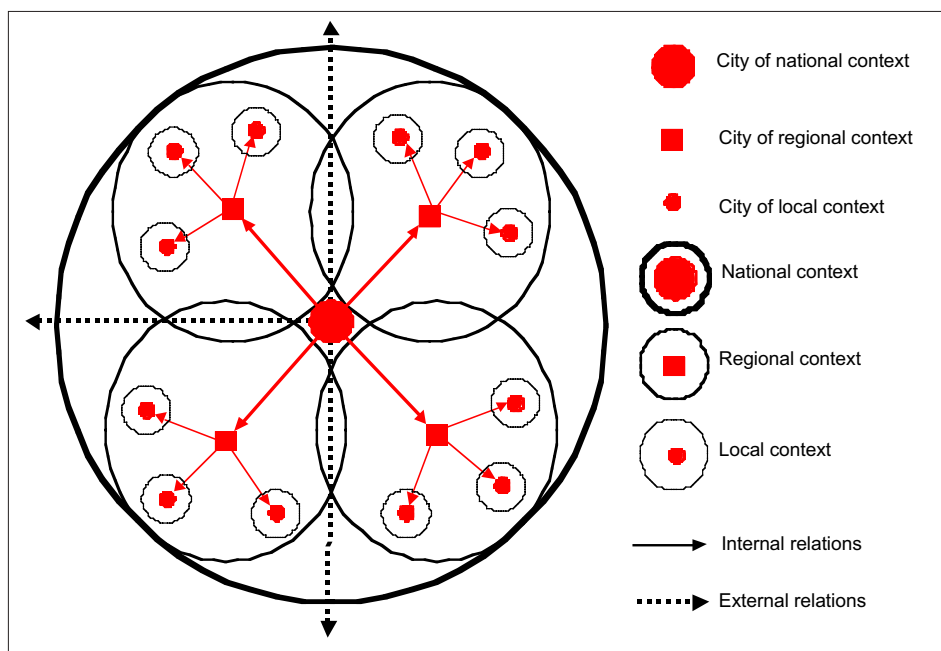 City of national context
City of regional context
City of local context
National context
Regional context
Local context
Internal relations
External relations